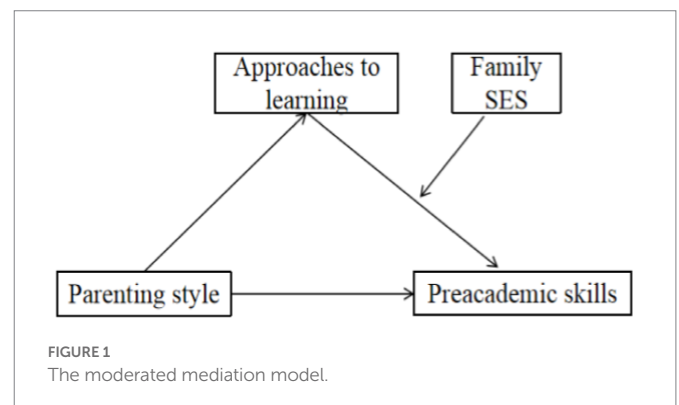 Approaches to
learning
Family
SES
Parenting style
Preacademic skills
FIGURE 1
The moderated mediation model.